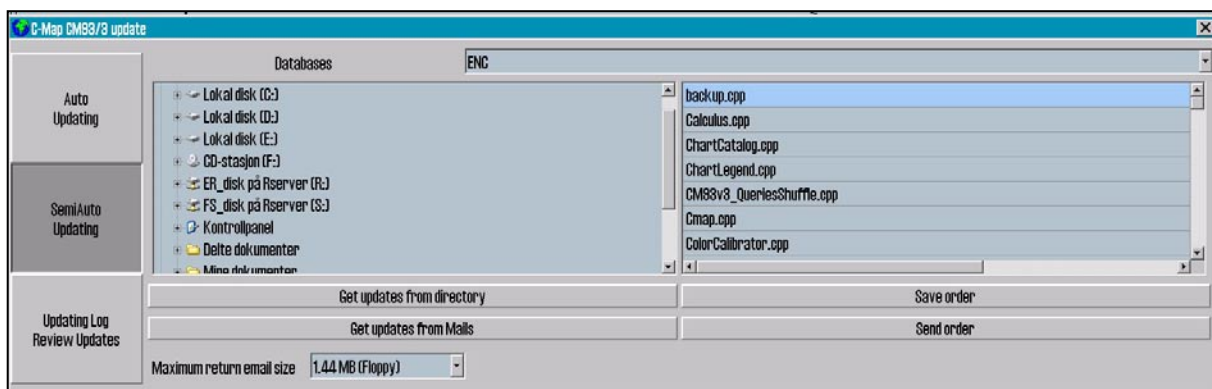 C-Map CM93/3 update
Databases
ENC
Auto
Updating
SemiAuto
Updating
Updating Log
Review Updates
Lokal disk (C:)
Lokal disk (D:)
Lokal disk (E:)
CD-stasjon (F:)
ER_disk på Rserver (R:)
FS_disk på Rserver (S:)
Kontrollpanel
Delte dokumenter
Mine dokumenter
backup.cpp
Calculus.cpp
ChartCatalog.cpp
ChartLegend.cpp
CM93v3_QueriesShuffle.cpp
Cmap.cpp
ColorCalibrator.cpp
Get updates from directory
Save order
Get updates from Mails
Send order
Maximum return email size
1.44 MB (Floppy)